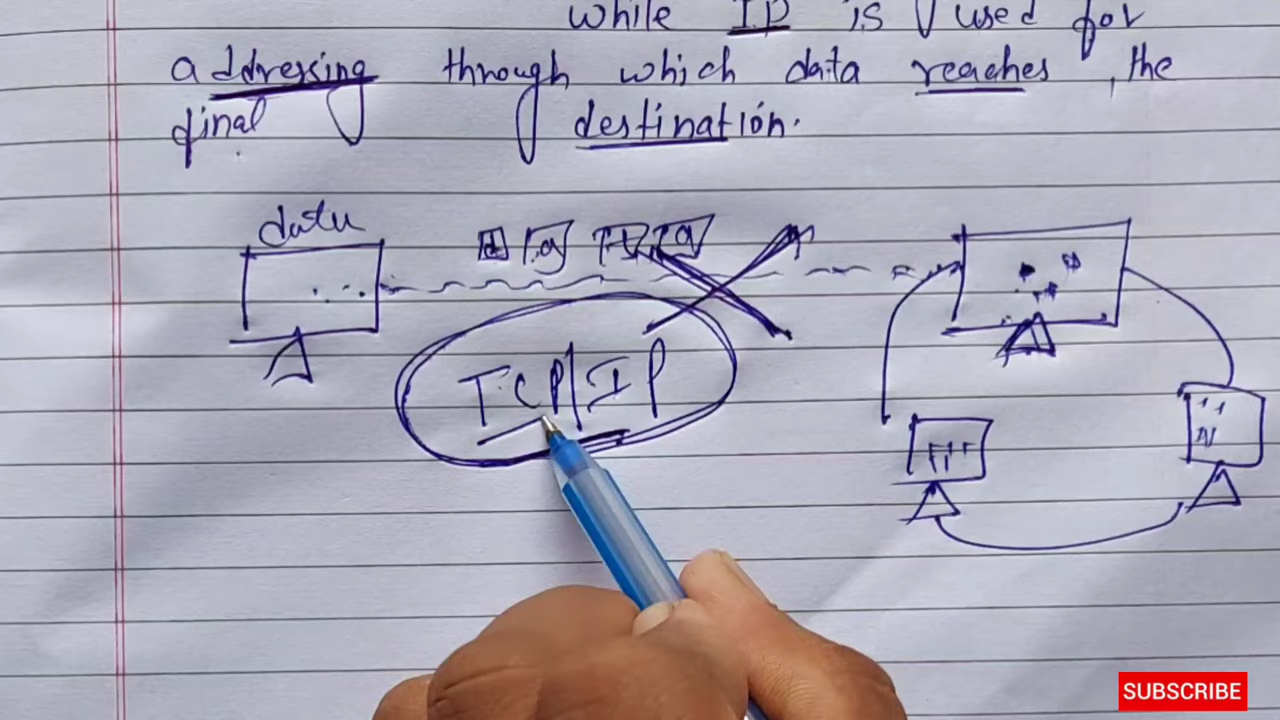 while IP is used for
addressing through which data reaches, the
final destination.
data
TCP/IP
SUBSCRIBE